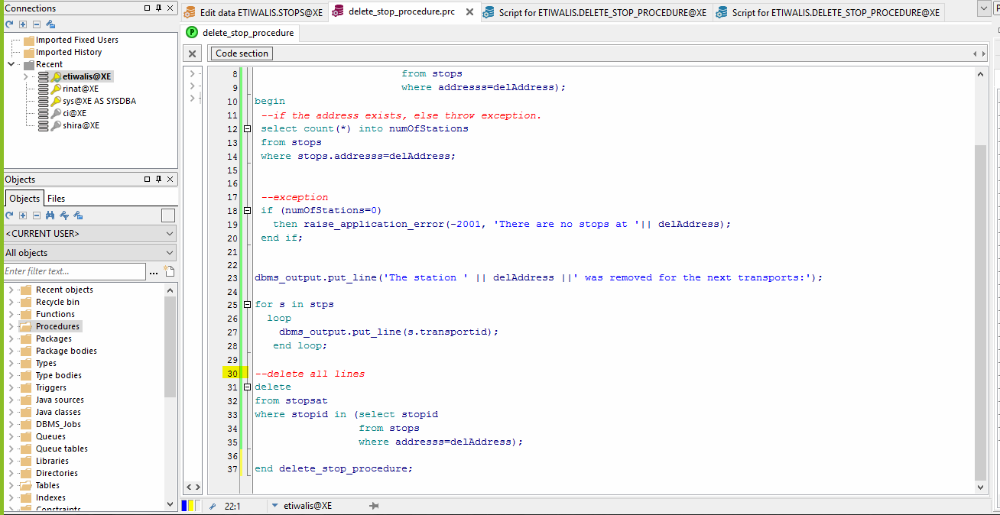 Connections
Imported Fixed Users
Imported History
Recent
etiwalis@XE
rinat@XE
sys@XE AS SYSDBA
ci@XE
shira@XE
Objects
Objects Files
<CURRENT USER>
All objects
Enter filter text... ...
Recent objects
Recycle bin
Functions
Procedures
Packages
Package bodies
Types
Type bodies
Triggers
Java sources
Java classes
DBMS_Jobs
Queues
Queue tables
Libraries
Directories
Tables
Indexes
Constraints
Edit data ETIWALIS.STOPS@XE delete_stop_procedure.prc Script for ETIWALIS.DELETE_STOP_PROCEDURE@XE Script for ETIWALIS.DELETE_STOP_PROCEDURE@XE
P delete_stop_procedure
Code section
8 from stops
9 where addresss=delAddress);
10 begin
11 --if the address exists, else throw exception.
12 select count(*) into numOfStations
13 from stops
14 where stops.addresss=delAddress;
15
16
17 --exception
18 if (numOfStations=0)
19 then raise_application_error(-2001, 'There are no stops at '|| delAddress);
20 end if;
21
22
23 dbms_output.put_line('The station ' || delAddress ||' was removed for the next transports:');
24
25 for s in stps
26 loop
27 dbms_output.put_line(s.transportid);
28 end loop;
29
30 --delete all lines
31 delete
32 from stopsat
33 where stopid in (select stopid
34 from stops
35 where addresss=delAddress);
36
37 end delete_stop_procedure;
22:1 etiwalis@XE